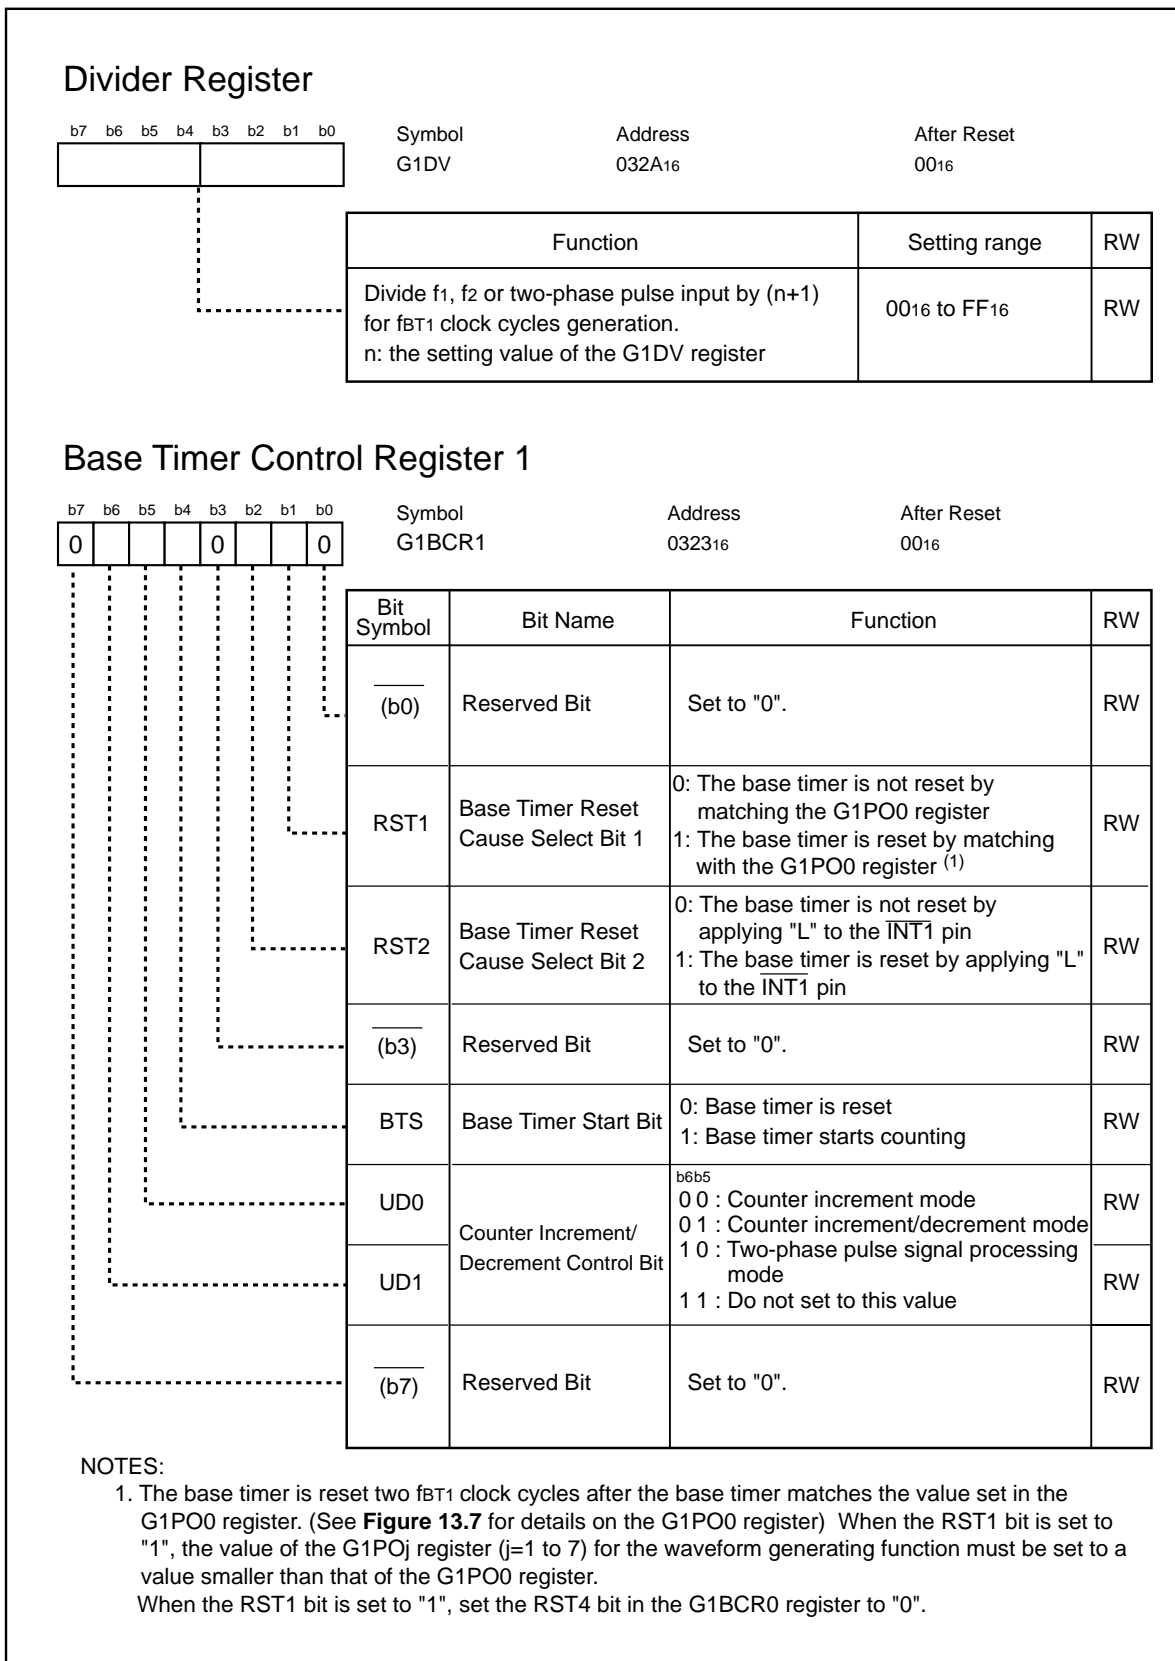 Divider Register
b7 b6 b5 b4 b3 b2 b1 b0
Symbol Address After Reset
G1DV 032A16 0016
Function Setting range RW
Divide f1, f2 or two-phase pulse input by (n+1)
for fBT1 clock cycles generation.
n: the setting value of the G1DV register
0016 to FF16
RW
Base Timer Control Register 1
b7 b6 b5 b4 b3 b2 b1 b0
0 0 0
Symbol Address After Reset
G1BCR1 032316 0016
Bit
Symbol
Bit Name Function RW
(b0) Reserved Bit Set to "0". RW
RST1
Base Timer Reset
Cause Select Bit 1
0: The base timer is not reset by
matching the G1PO0 register
1: The base timer is reset by matching
with the G1PO0 register (1)
RW
RST2
Base Timer Reset
Cause Select Bit 2
0: The base timer is not reset by
applying "L" to the INT1 pin
1: The base timer is reset by applying "L"
to the INT1 pin
RW
(b3) Reserved Bit Set to "0". RW
BTS Base Timer Start Bit
0: Base timer is reset
1: Base timer starts counting
RW
UD0
UD1
Counter Increment/
Decrement Control Bit
b6b5
0 0 : Counter increment mode
0 1 : Counter increment/decrement mode
1 0 : Two-phase pulse signal processing
mode
1 1 : Do not set to this value
RW
RW
(b7) Reserved Bit Set to "0". RW
NOTES:
1. The base timer is reset two fBT1 clock cycles after the base timer matches the value set in the
G1PO0 register. (See Figure 13.7 for details on the G1PO0 register) When the RST1 bit is set to
"1", the value of the G1POj register (j=1 to 7) for the waveform generating function must be set to a
value smaller than that of the G1PO0 register.
When the RST1 bit is set to "1", set the RST4 bit in the G1BCR0 register to "0".